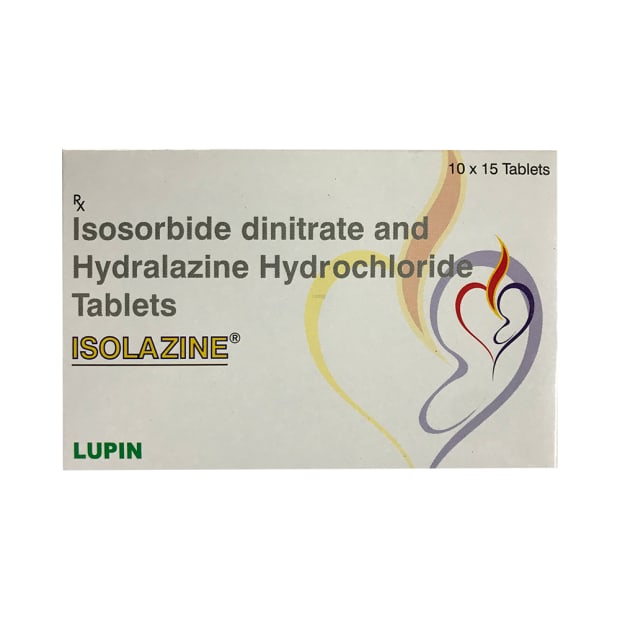 10 x 15 Tablets
Rx
Isosorbide dinitrate and
Hydralazine Hydrochloride
Tablets
ISOLAZINE®
LUPIN